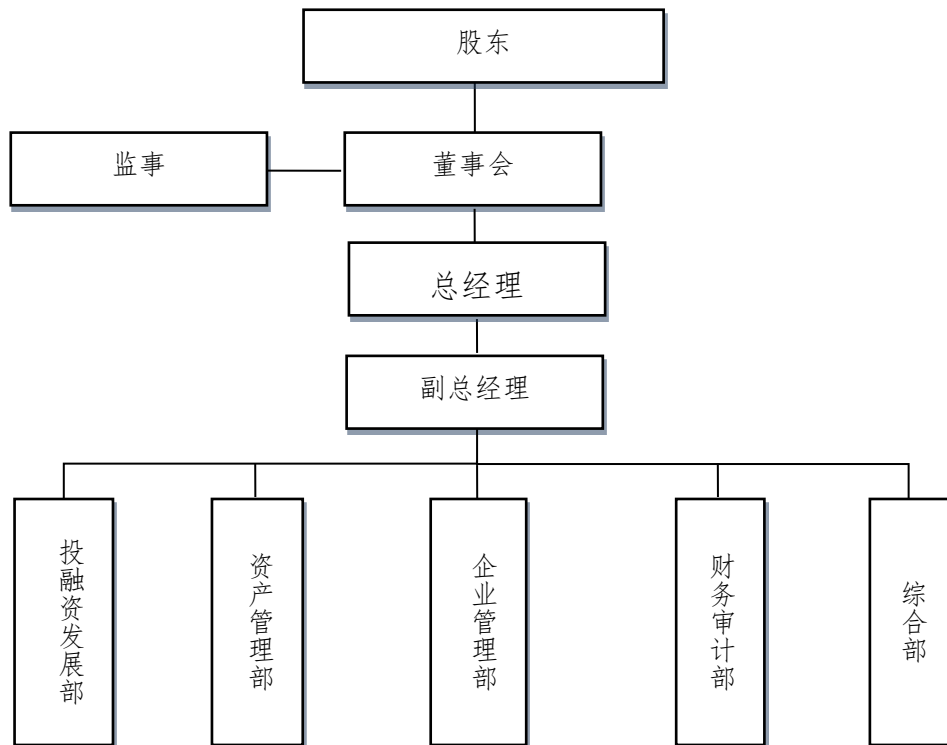 股东
监事
董事会
总经理
副总经理
投融资发展部
资产管理部
企业管理部
财务审计部
综合部